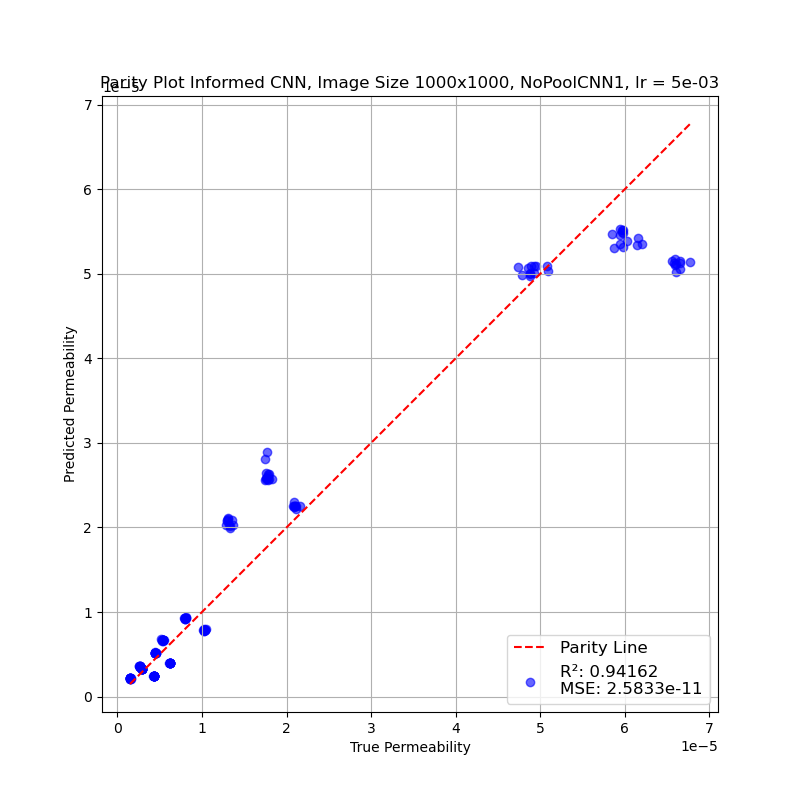 Parity Plot Informed CNN, Image Size 1000x1000, NoPoolCNN1, lr = 5e-03
1e−5
7
6
5
4
3
2
1
0
Predicted Permeability
Parity Line
R²: 0.94162
MSE: 2.5833e-11
0 1 2 3 4 5 6 7
True Permeability
1e−5